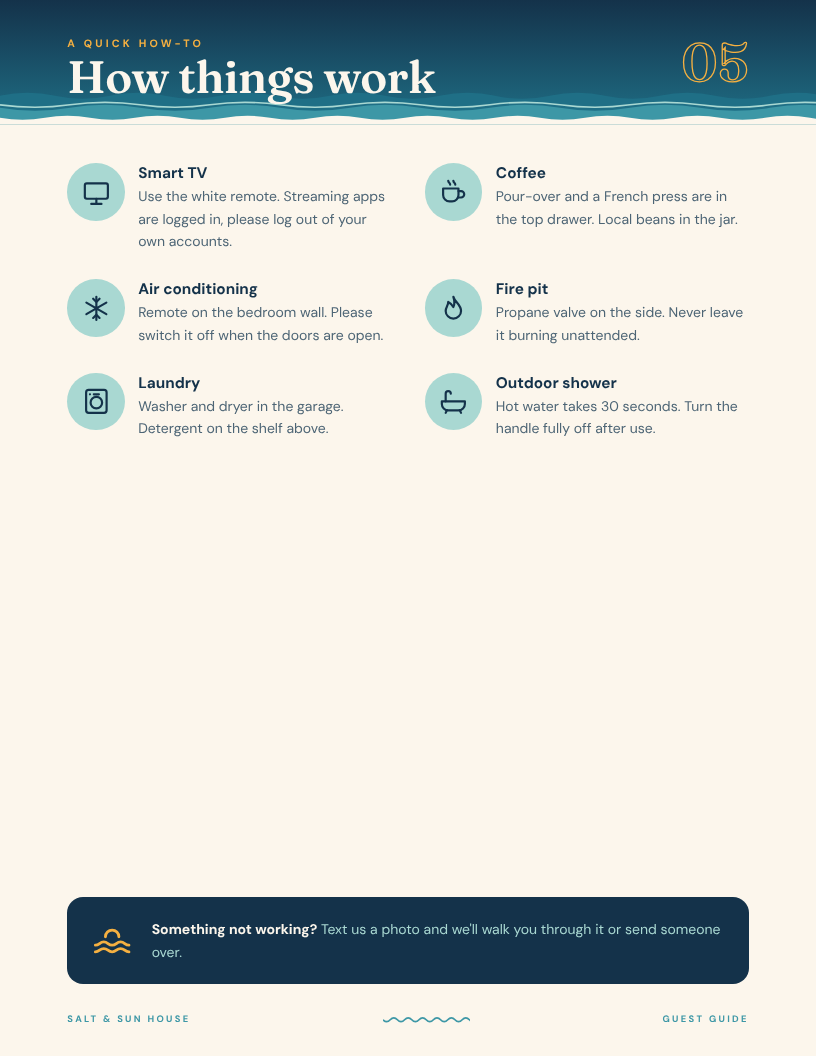 A QUICK HOW-TO
How things work
05
Smart TV
Use the white remote. Streaming apps
are logged in, please log out of your
own accounts.
Coffee
Pour-over and a French press are in
the top drawer. Local beans in the jar.
Air conditioning
Remote on the bedroom wall. Please
switch it off when the doors are open.
Fire pit
Propane valve on the side. Never leave
it burning unattended.
Laundry
Washer and dryer in the garage.
Detergent on the shelf above.
Outdoor shower
Hot water takes 30 seconds. Turn the
handle fully off after use.
Something not working? Text us a photo and we'll walk you through it or send someone
over.
SALT & SUN HOUSE
GUEST GUIDE